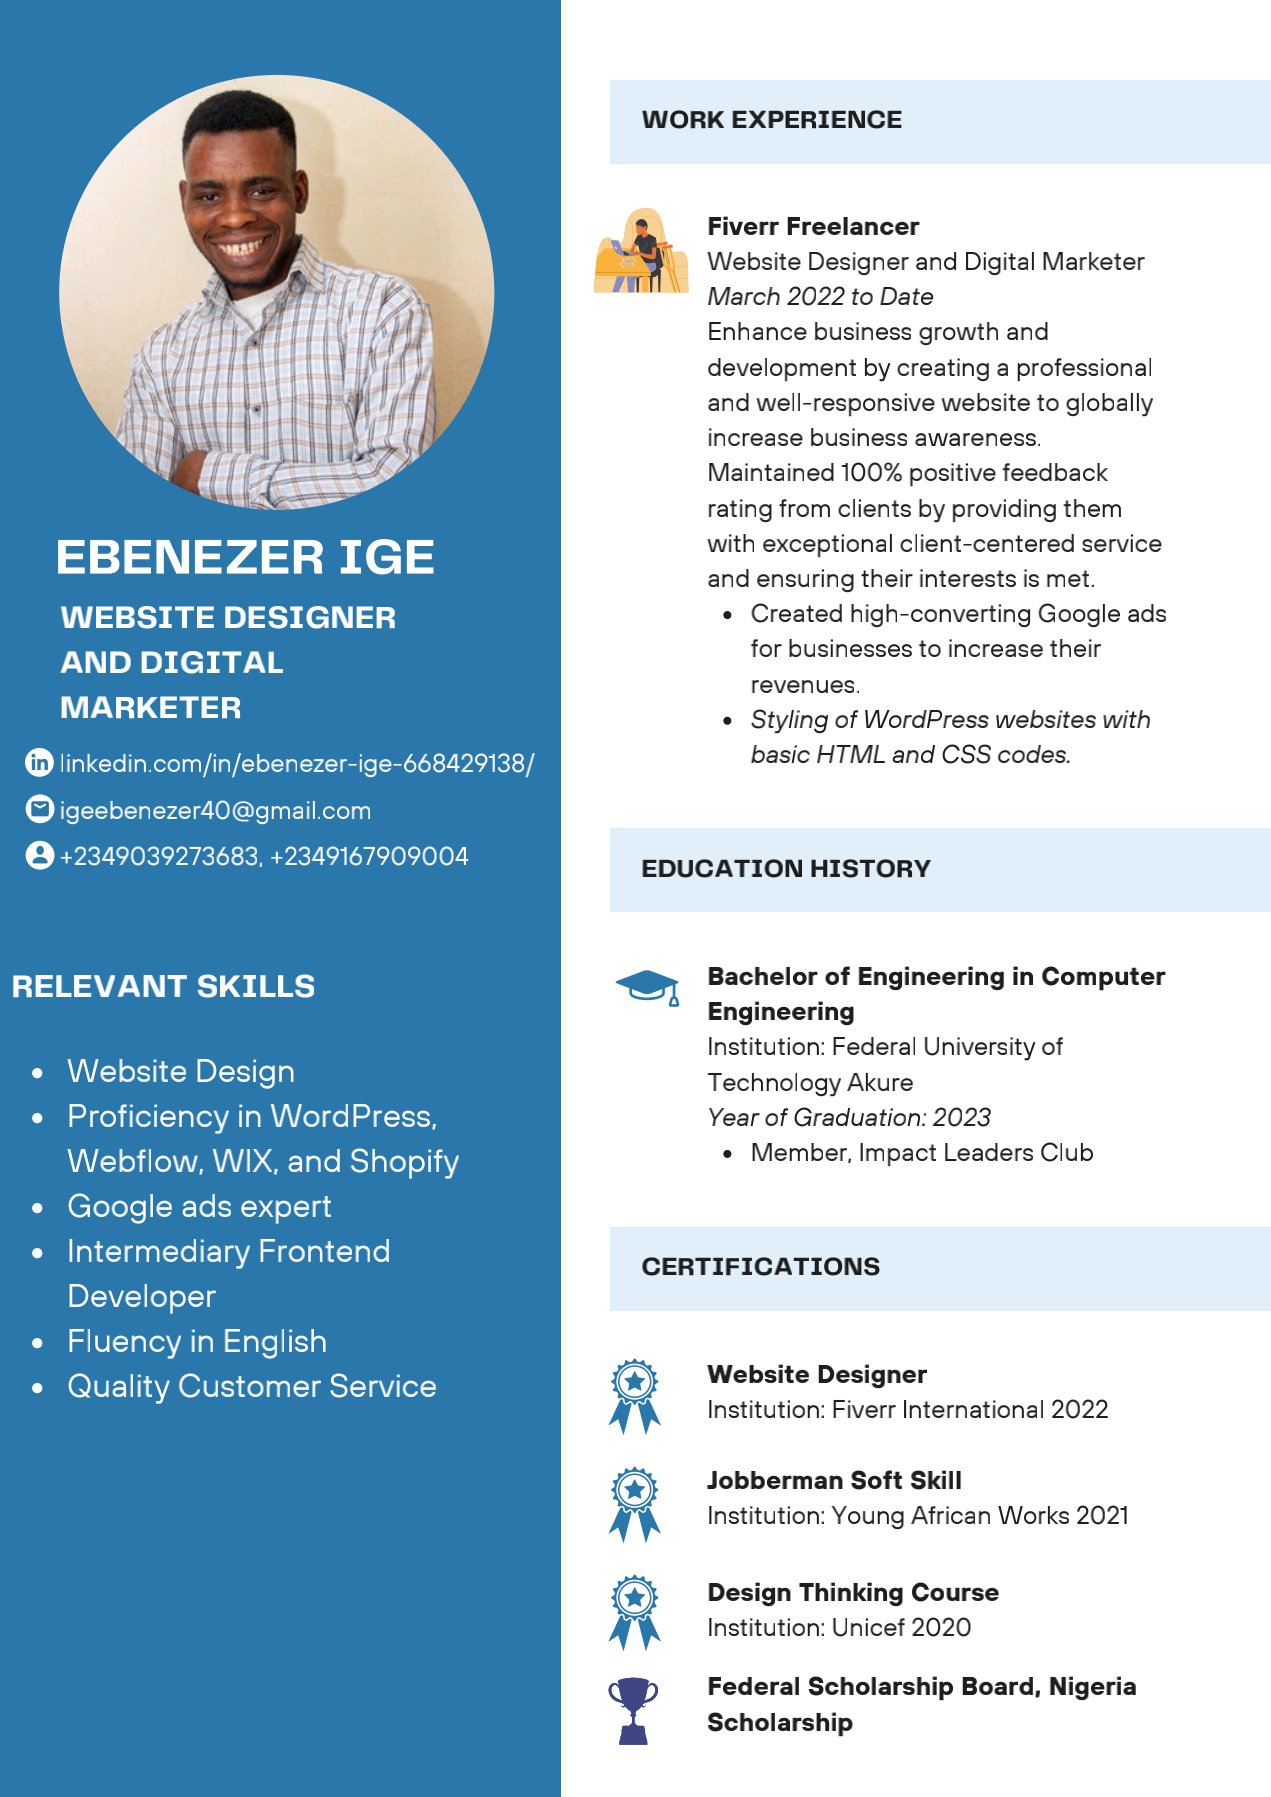 EBENEZER IGE
WEBSITE DESIGNER
AND DIGITAL
MARKETER
linkedin.com/in/ebenezer-ige-668429138/
igeebenezer40@gmail.com
+2349039273683, +2349167909004
RELEVANT SKILLS
• Website Design
• Proficiency in WordPress,
Webflow, WIX, and Shopify
• Google ads expert
• Intermediary Frontend
Developer
• Fluency in English
• Quality Customer Service
WORK EXPERIENCE
Fiverr Freelancer
Website Designer and Digital Marketer
March 2022 to Date
Enhance business growth and
development by creating a professional
and well-responsive website to globally
increase business awareness.
Maintained 100% positive feedback
rating from clients by providing them
with exceptional client-centered service
and ensuring their interests is met.
• Created high-converting Google ads
for businesses to increase their
revenues.
• Styling of WordPress websites with
basic HTML and CSS codes.
EDUCATION HISTORY
Bachelor of Engineering in Computer
Engineering
Institution: Federal University of
Technology Akure
Year of Graduation: 2023
• Member, Impact Leaders Club
CERTIFICATIONS
Website Designer
Institution: Fiverr International 2022
Jobberman Soft Skill
Institution: Young African Works 2021
Design Thinking Course
Institution: Unicef 2020
Federal Scholarship Board, Nigeria
Scholarship